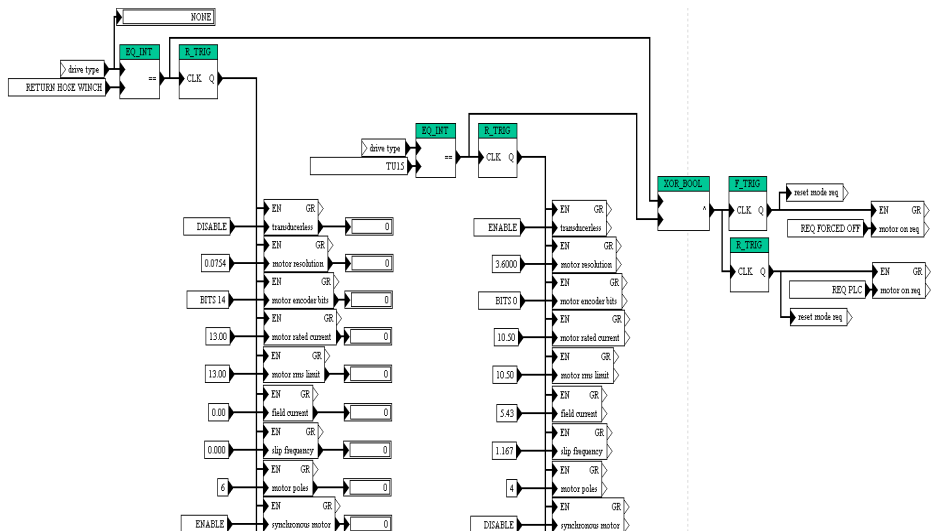 NONE
EQ_INT
R_TRIG
drive type
RETURN HOSE WINCH
==
CLK Q
EQ_INT
R_TRIG
drive type
TU15
==
CLK Q
XOR_BOOL
^
F_TRIG
CLK Q
reset mode req
EN GR
REQ FORCED OFF
motor on req
R_TRIG
CLK Q
EN GR
REQ PLC
motor on req
reset mode req
EN GR
DISABLE
transducerless
0
EN GR
0.0754
motor resolution
0
EN GR
BITS 14
motor encoder bits
0
EN GR
13.00
motor rated current
0
EN GR
13.00
motor rms limit
0
EN GR
0.00
field current
0
EN GR
0.000
slip frequency
0
EN GR
6
motor poles
0
EN GR
ENABLE
synchronous motor
0
EN GR
ENABLE
transducerless
EN GR
3.6000
motor resolution
EN GR
BITS 0
motor encoder bits
EN GR
10.50
motor rated current
EN GR
10.50
motor rms limit
EN GR
5.43
field current
EN GR
1.167
slip frequency
EN GR
4
motor poles
EN GR
DISABLE
synchronous motor